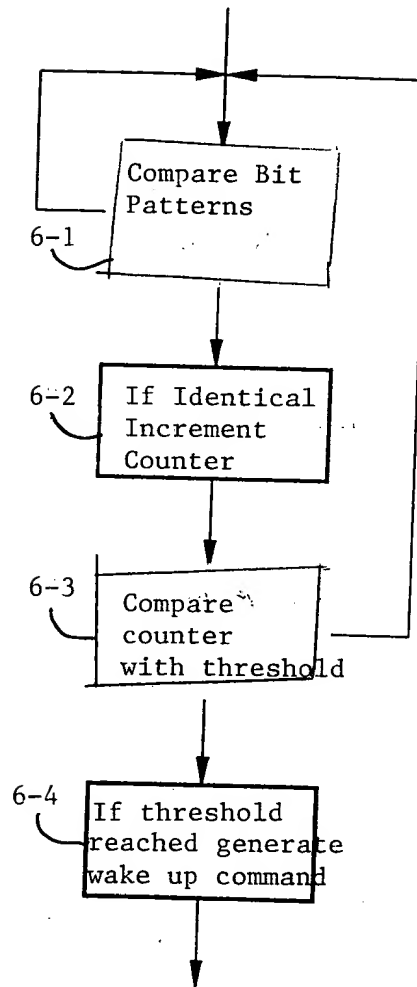 Compare Bit
Patterns
6-1
6-2
If Identical
Increment
Counter
6-3
Compare
counter
with threshold
6-4
If threshold
reached generate
wake up command